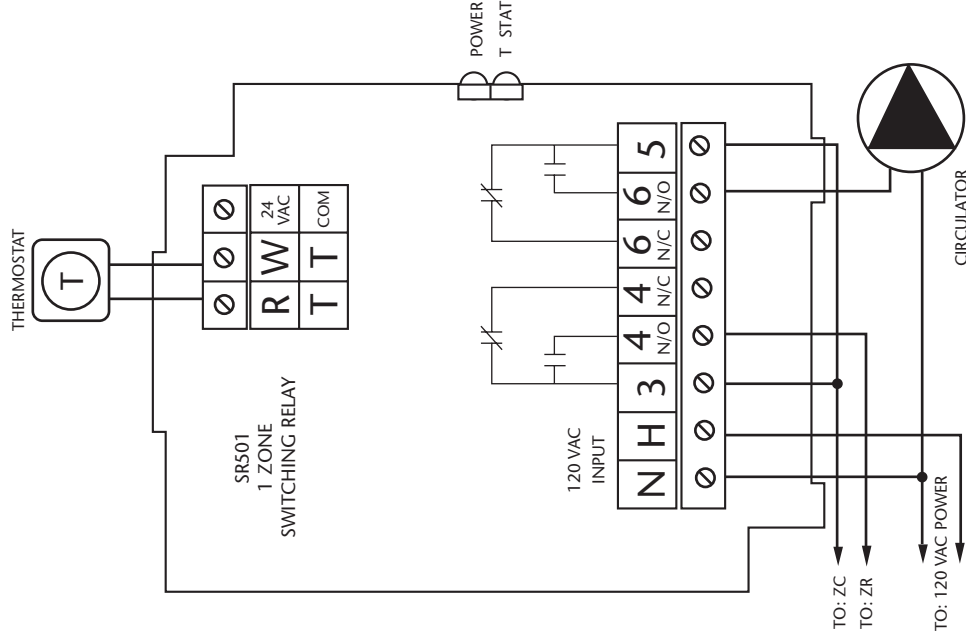 THERMOSTAT
T
R
W
24
VAC
T
T
COM
SR501
1 ZONE
SWITCHING RELAY
POWER
T STAT
120 VAC
INPUT
N
H
3
4
N/O
4
N/C
6
N/C
6
N/O
5
CIRCULATOR
TO: ZC
TO: ZR
TO: 120 VAC POWER